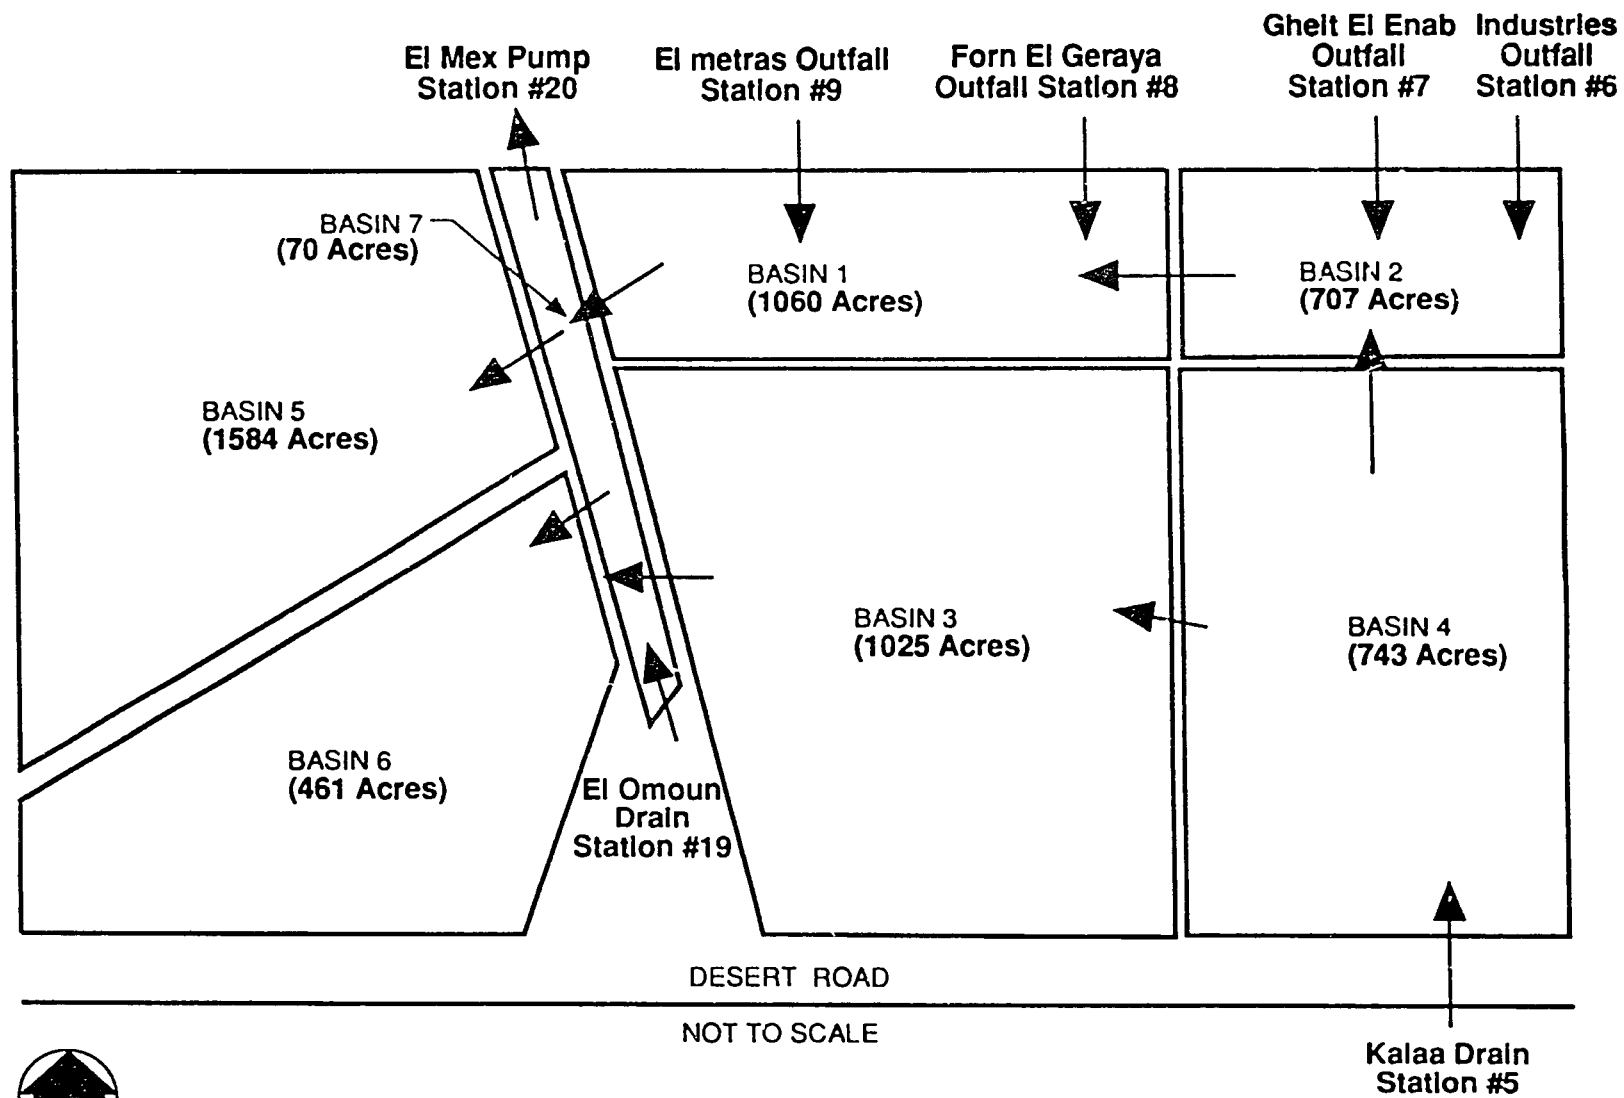 El Mex Pump
Station #20
El metras Outfall
Station #9
Forn El Geraya
Outfall Station #8
Gheit El Enab
Outfall
Station #7
Industries
Outfall
Station #6
BASIN 7
(70 Acres)
BASIN 1
(1060 Acres)
BASIN 2
(707 Acres)
BASIN 5
(1584 Acres)
BASIN 3
(1025 Acres)
BASIN 4
(743 Acres)
BASIN 6
(461 Acres)
El Omoun
Drain
Station #19
DESERT ROAD
NOT TO SCALE
Kalaa Drain
Station #5